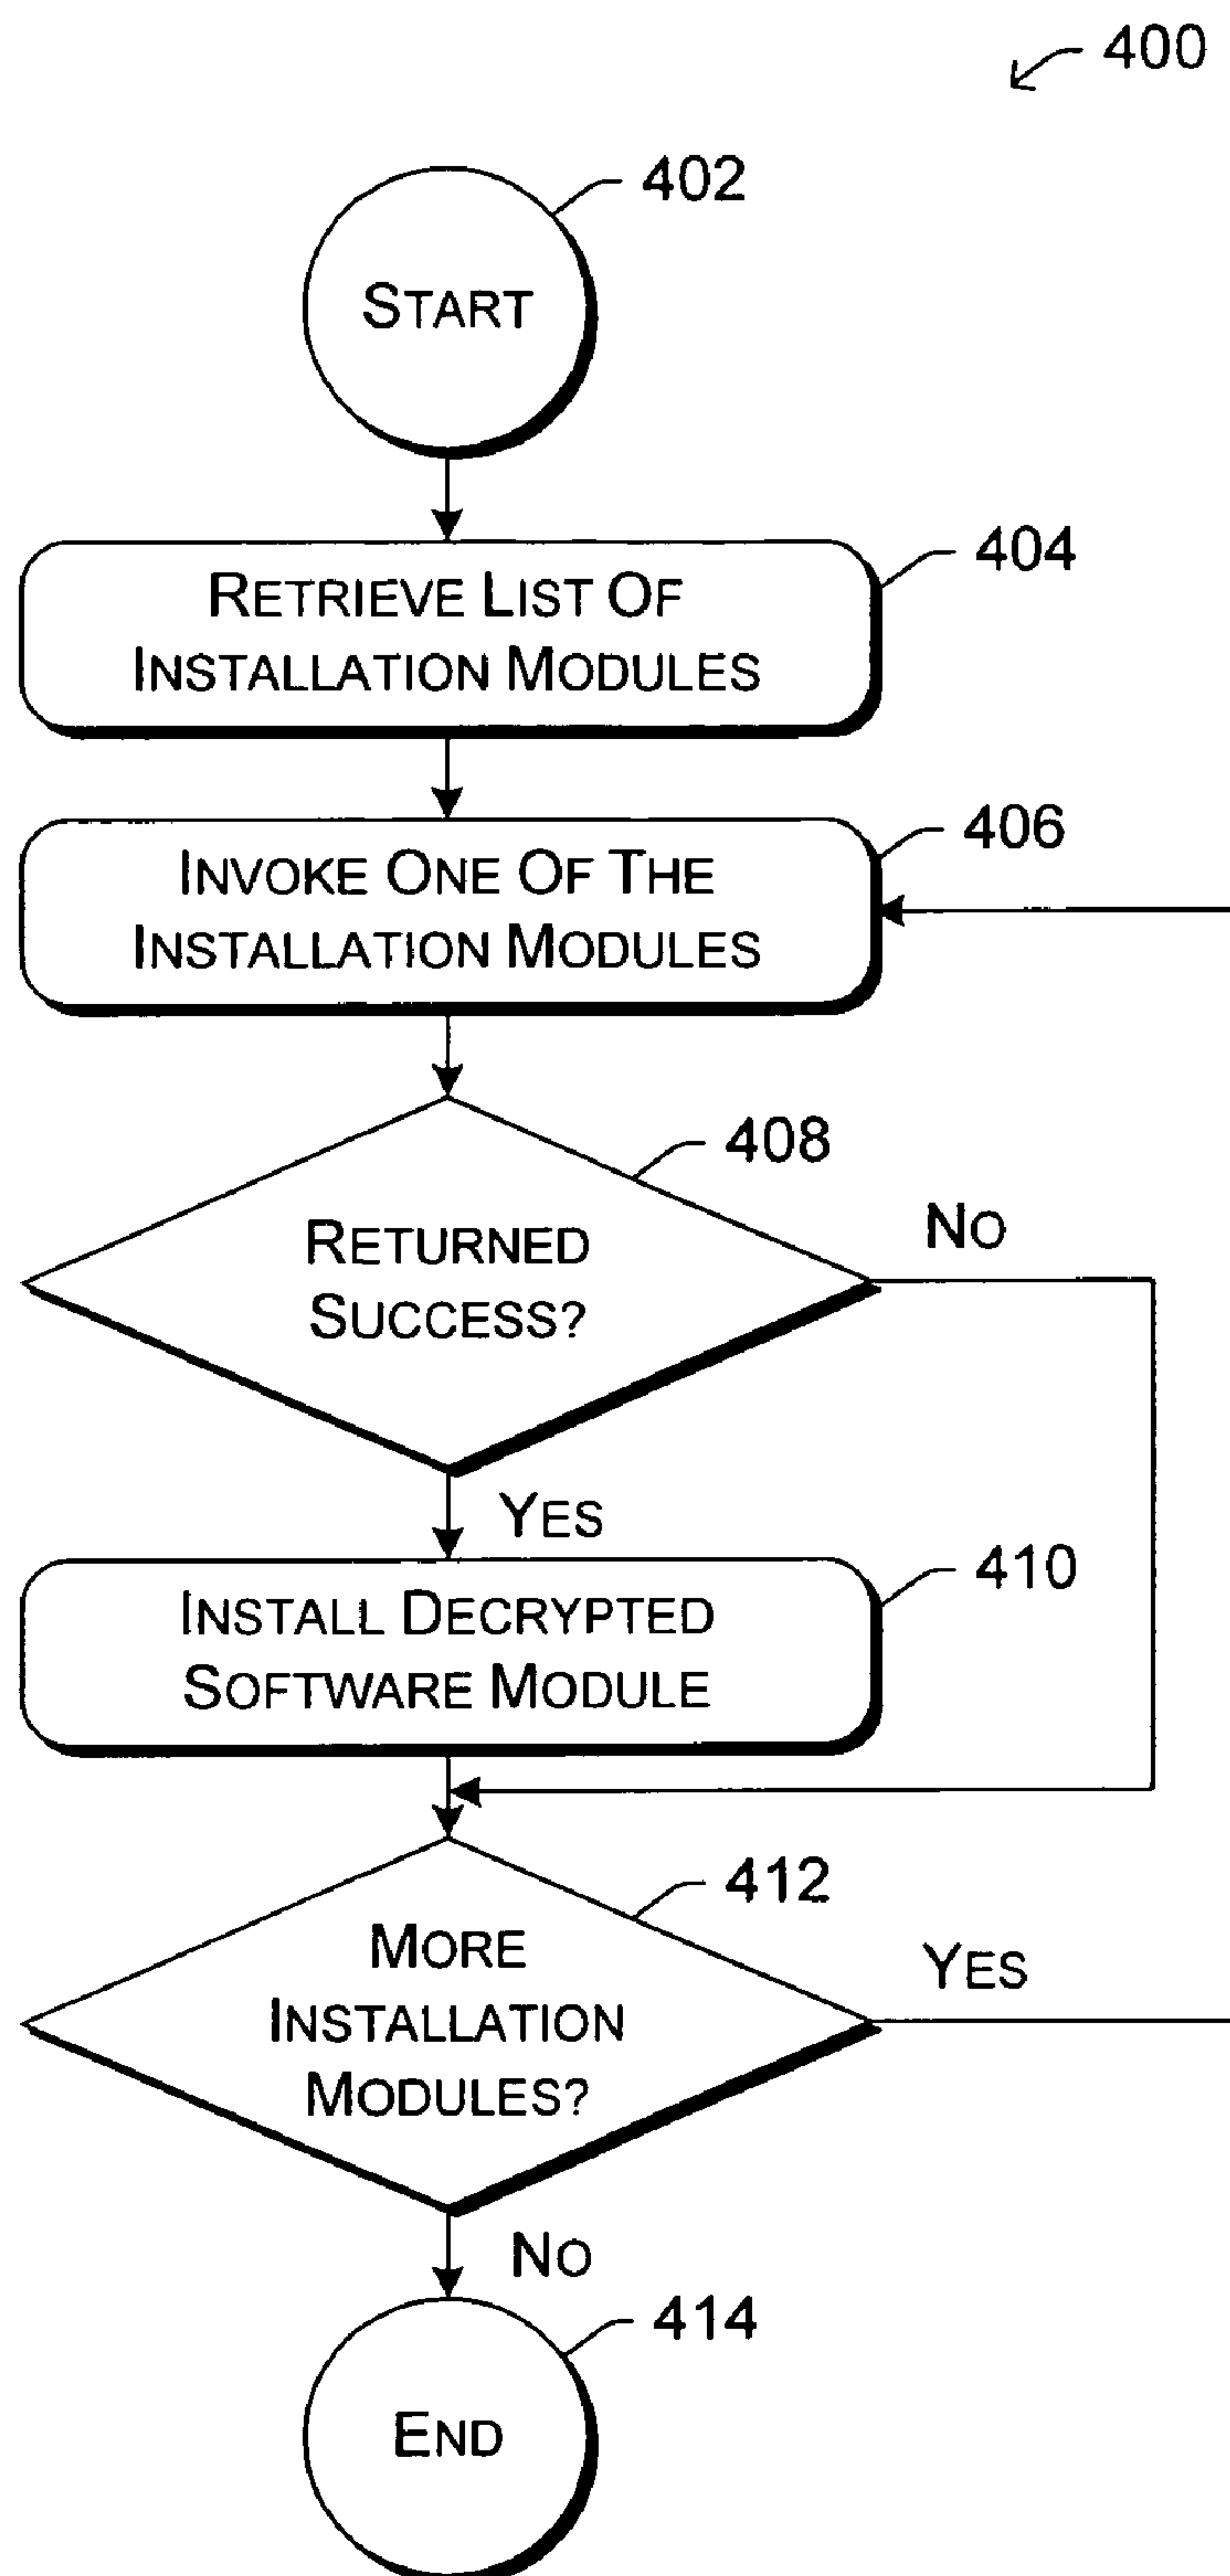 400
402
START
404
RETRIEVE LIST OF
INSTALLATION MODULES
406
INVOKE ONE OF THE
INSTALLATION MODULES
408
RETURNED
SUCCESS?
NO
YES
410
INSTALL DECRYPTED
SOFTWARE MODULE
412
MORE
INSTALLATION
MODULES?
YES
NO
414
END